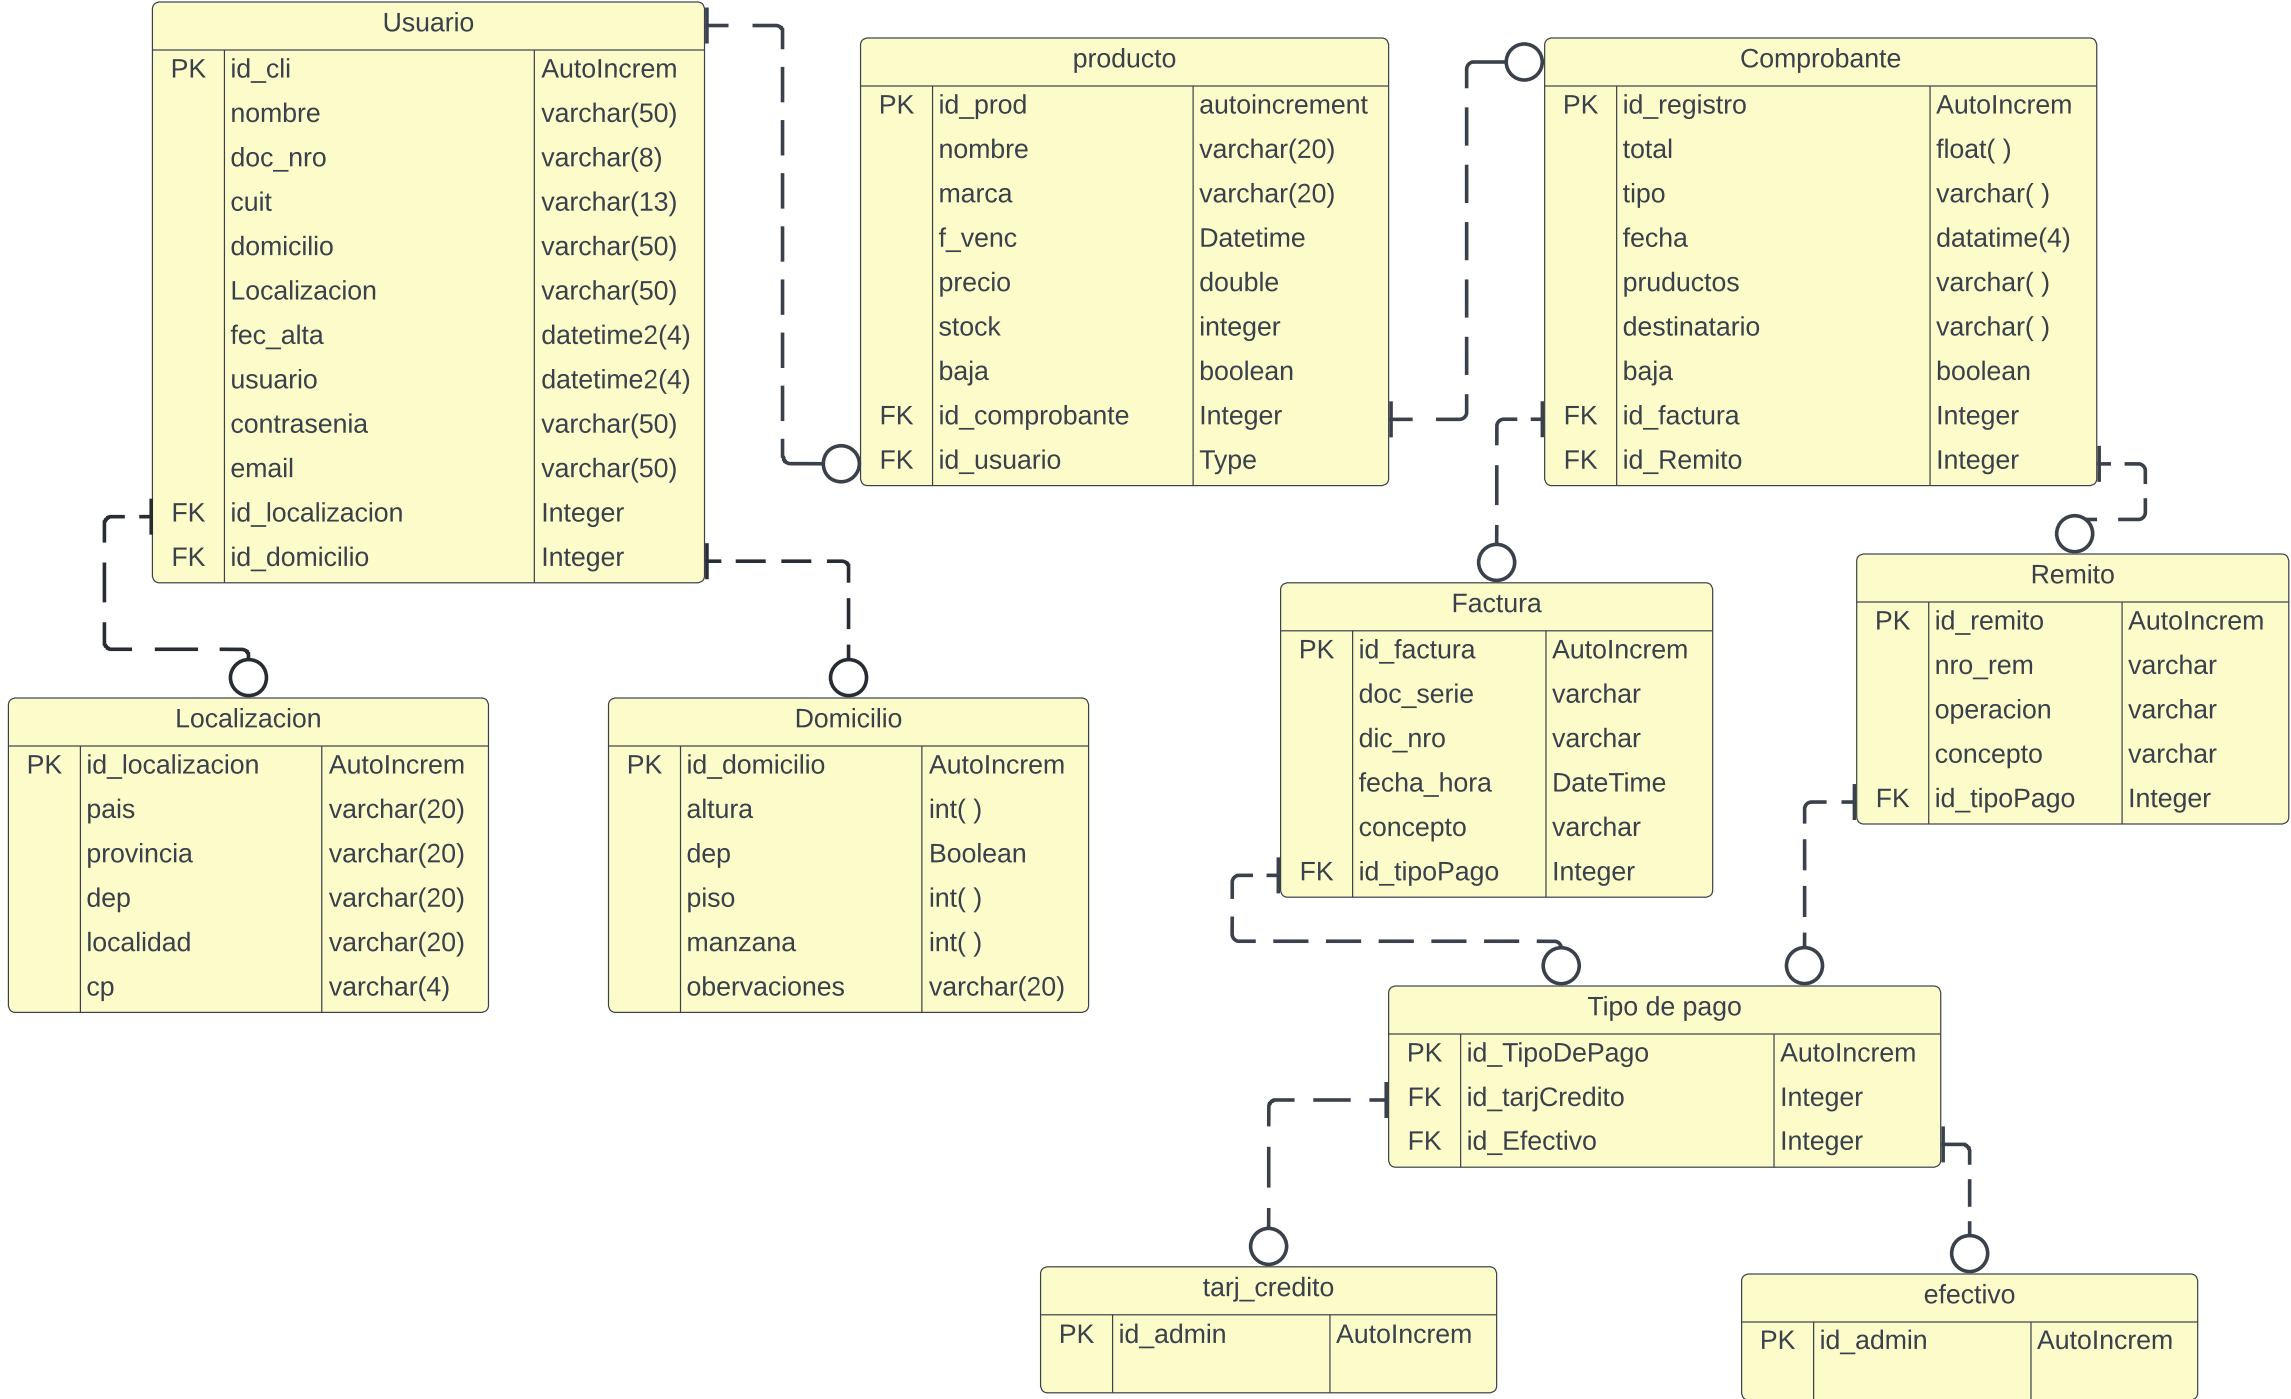 Usuario
PK id_cli AutoIncrem
nombre varchar(50)
doc_nro varchar(8)
cuit varchar(13)
domicilio varchar(50)
Localizacion varchar(50)
fec_alta datetime2(4)
usuario datetime2(4)
contrasenia varchar(50)
email varchar(50)
FK id_localizacion Integer
FK id_domicilio Integer
producto
PK id_prod autoincrement
nombre varchar(20)
marca varchar(20)
f_venc Datetime
precio double
stock integer
baja boolean
FK id_comprobante Integer
FK id_usuario Type
Comprobante
PK id_registro AutoIncrem
total float( )
tipo varchar( )
fecha datatime(4)
pruductos varchar( )
destinatario varchar( )
baja boolean
FK id_factura Integer
FK id_Remito Integer
Localizacion
PK id_localizacion AutoIncrem
pais varchar(20)
provincia varchar(20)
dep varchar(20)
localidad varchar(20)
cp varchar(4)
Domicilio
PK id_domicilio AutoIncrem
altura int( )
dep Boolean
piso int( )
manzana int( )
obervaciones varchar(20)
Factura
PK id_factura AutoIncrem
doc_serie varchar
dic_nro varchar
fecha_hora DateTime
concepto varchar
FK id_tipoPago Integer
Remito
PK id_remito AutoIncrem
nro_rem varchar
operacion varchar
concepto varchar
FK id_tipoPago Integer
Tipo de pago
PK id_TipoDePago AutoIncrem
FK id_tarjCredito Integer
FK id_Efectivo Integer
tarj_credito
PK id_admin AutoIncrem
efectivo
PK id_admin AutoIncrem